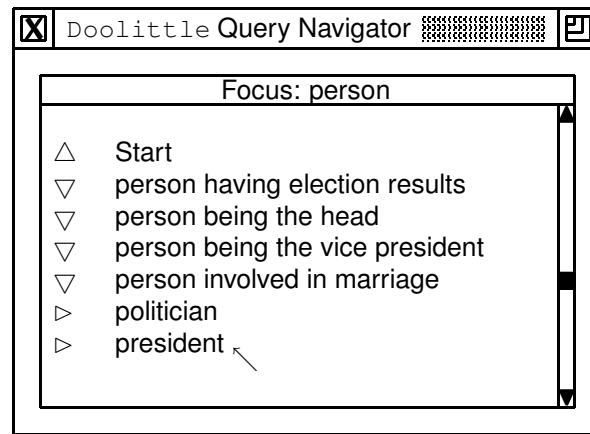 Doolittle Query Navigator
Focus: person
Start
person having election results
person being the head
person being the vice president
person involved in marriage
politician
president